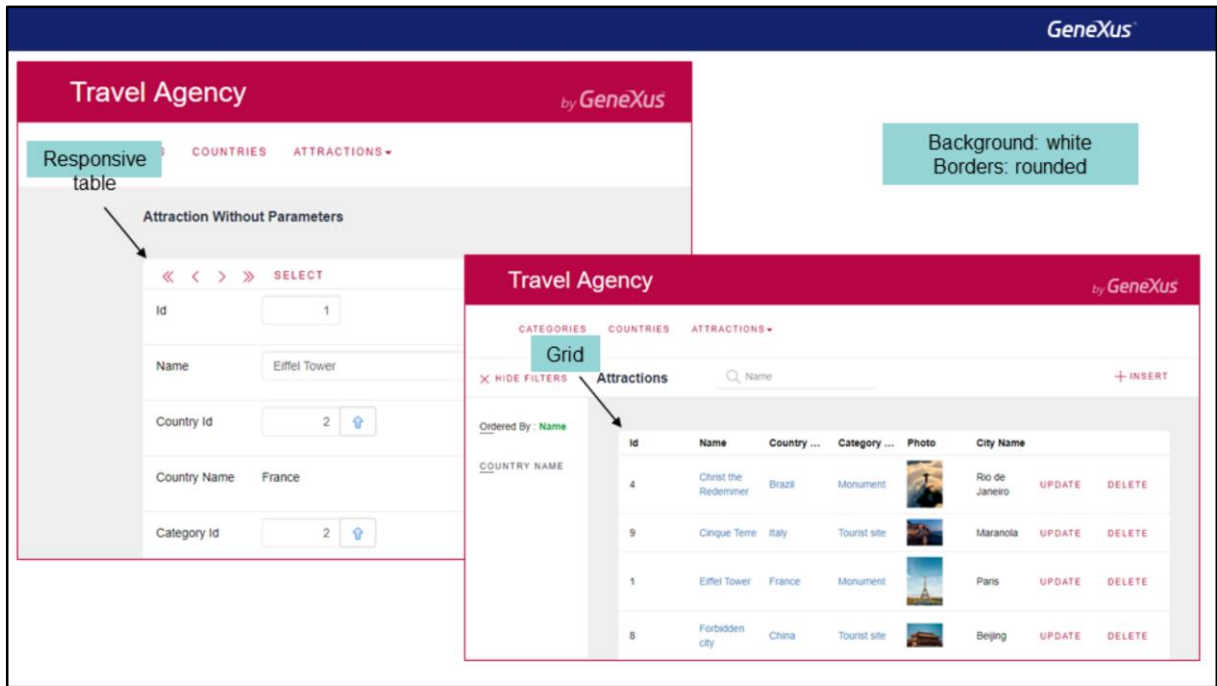 GeneXus
Travel Agency
by GeneXus
COUNTRIES ATTRACTIONS
Responsive
table
Attraction Without Parameters
SELECT
Id 1
Name Eiffel Tower
Country Id 2
Country Name France
Category Id 2
Background: white
Borders: rounded
Travel Agency
by GeneXus
CATEGORIES COUNTRIES ATTRACTIONS
Grid
HIDE FILTERS Attractions Name INSERT
Ordered By : Name
COUNTRY NAME
Id Name Country ... Category ... Photo City Name
4 Christ the Redemmer Brazil Monument Rio de Janeiro UPDATE DELETE
9 Cinque Terre Italy Tourist site Maranola UPDATE DELETE
1 Eiffel Tower France Monument Paris UPDATE DELETE
8 Forbidden city China Tourist site Beijing UPDATE DELETE